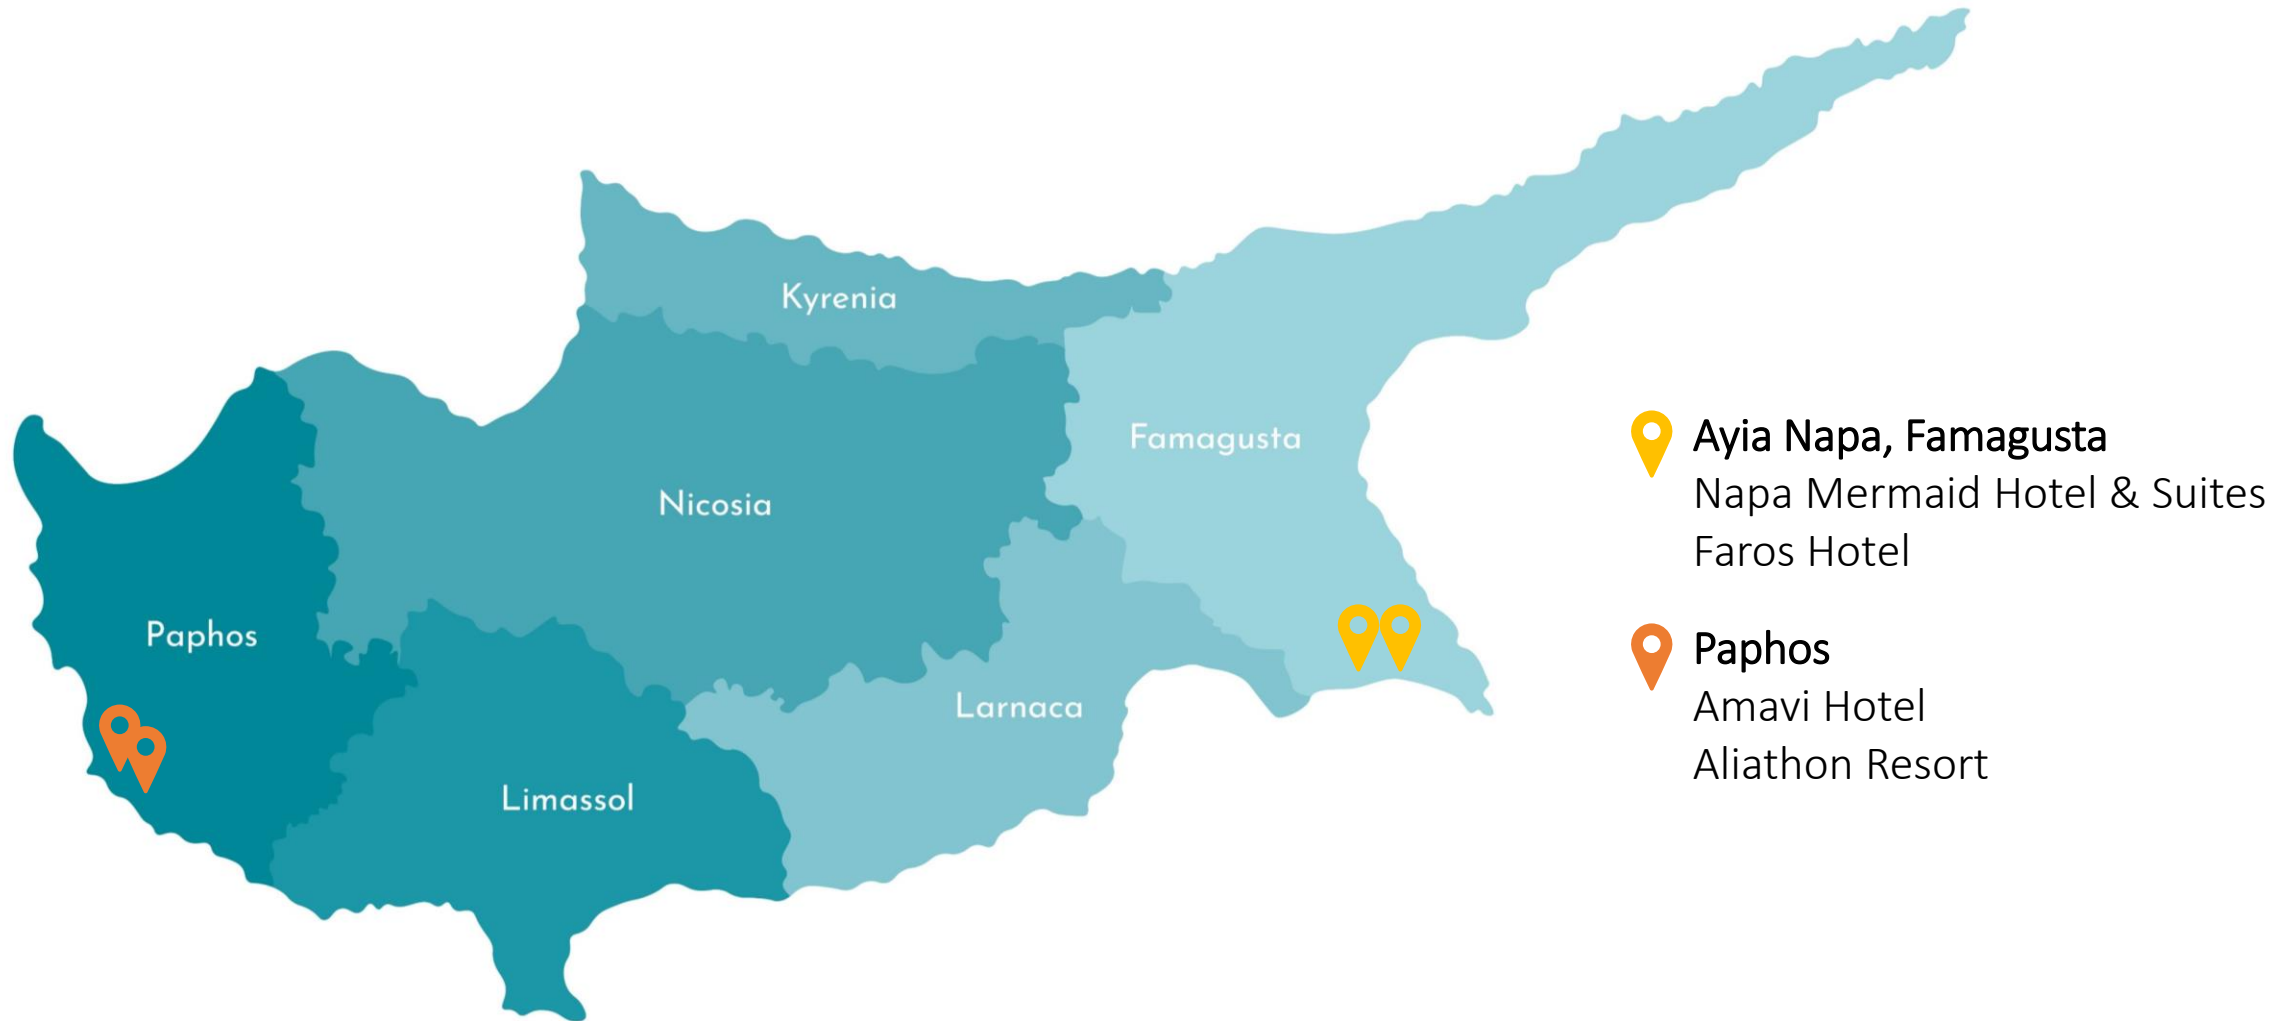 Kyrenia
Famagusta
Nicosia
Paphos
Larnaca
Limassol
Ayia Napa, Famagusta
Napa Mermaid Hotel & Suites
Faros Hotel
Paphos
Amavi Hotel
Aliathon Resort